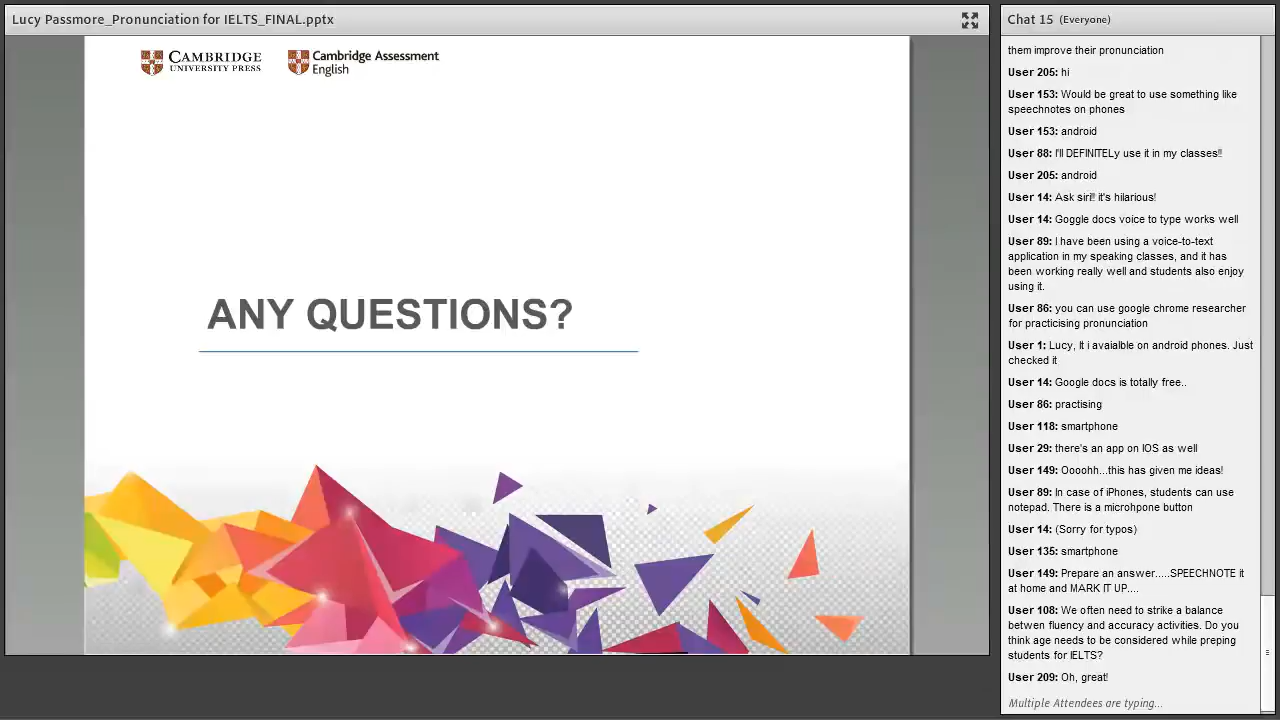 Lucy Passmore_Pronunciation for IELTS_FINAL.pptx
CAMBRIDGE
UNIVERSITY PRESS
Cambridge Assessment
English
ANY QUESTIONS?
Chat 15 (Everyone)
them improve their pronunciation
User 205: hi
User 153: Would be great to use something like
speechnotes on phones
User 153: android
User 88: I'll DEFINITELy use it in my classes!!
User 205: android
User 14: Ask siri!! it's hilarious!
User 14: Goggle docs voice to type works well
User 89: I have been using a voice-to-text
application in my speaking classes, and it has
been working really well and students also enjoy
using it.
User 86: you can use google chrome researcher
for practicising pronunciation
User 1: Lucy, It i avaialble on android phones. Just
checked it
User 14: Google docs is totally free..
User 86: practising
User 118: smartphone
User 29: there's an app on IOS as well
User 149: Oooohh...this has given me ideas!
User 89: In case of iPhones, students can use
notepad. There is a microhpone button
User 14: (Sorry for typos)
User 135: smartphone
User 149: Prepare an answer.....SPEECHNOTE it
at home and MARK IT UP....
User 108: We often need to strike a balance
betwen fluency and accuracy activities. Do you
think age needs to be considered while preping
students for IELTS?
User 209: Oh, great!
Multiple Attendees are typing...